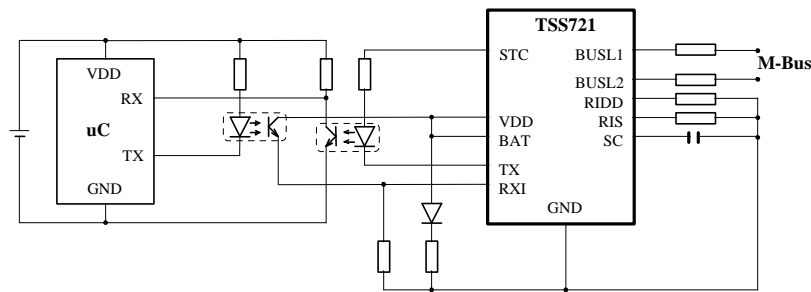 TSS721
VDD
RX
uC
TX
GND
STC
VDD
BAT
TX
RXI
GND
BUSL1
BUSL2
RIDD
RIS
SC
M-Bus